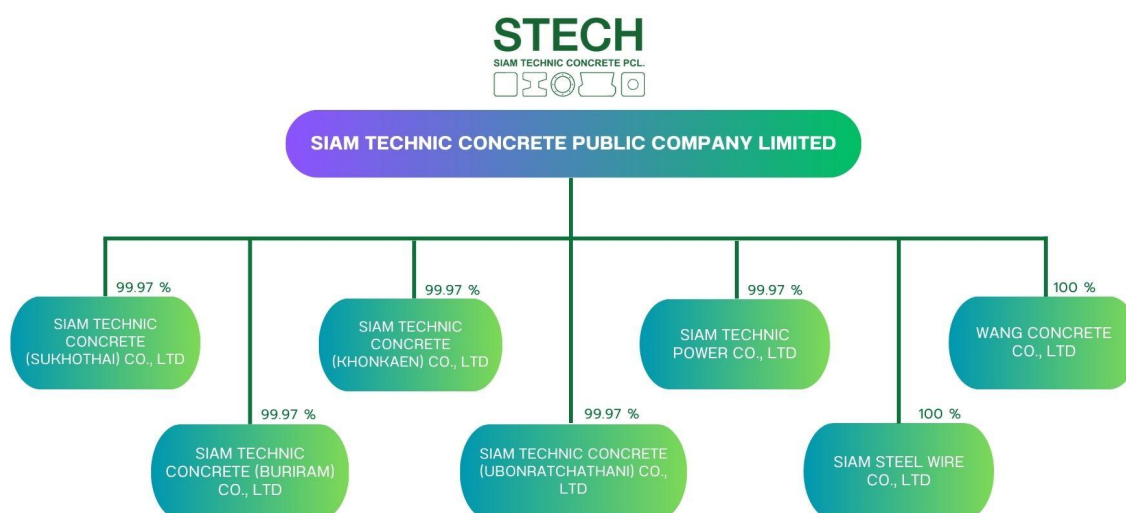 STECH
SIAM TECHNIC CONCRETE PCL.
SIAM TECHNIC CONCRETE PUBLIC COMPANY LIMITED
99.97 %
SIAM TECHNIC
CONCRETE
(SUKHOTHAI) CO., LTD
99.97 %
SIAM TECHNIC
CONCRETE
(KHONKAEN) CO., LTD
99.97 %
SIAM TECHNIC
POWER CO., LTD
100 %
WANG CONCRETE
CO., LTD
99.97 %
SIAM TECHNIC
CONCRETE (BURIRAM)
CO., LTD
99.97 %
SIAM TECHNIC CONCRETE
(UBONRATCHATHANI) CO.,
LTD
100 %
SIAM STEEL WIRE
CO., LTD